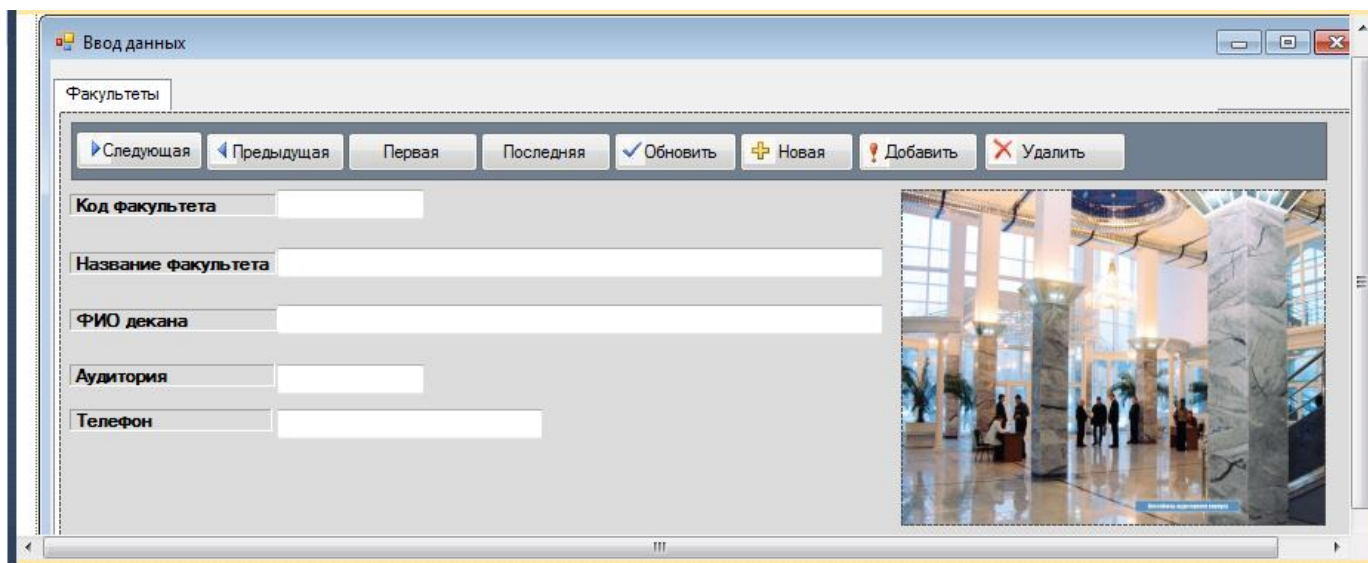 Ввод данных
Факультеты
Следующая Предыдущая Первая Последняя Обновить Новая Добавить Удалить
Код факультета
Название факультета
ФИО декана
Аудитория
Телефон